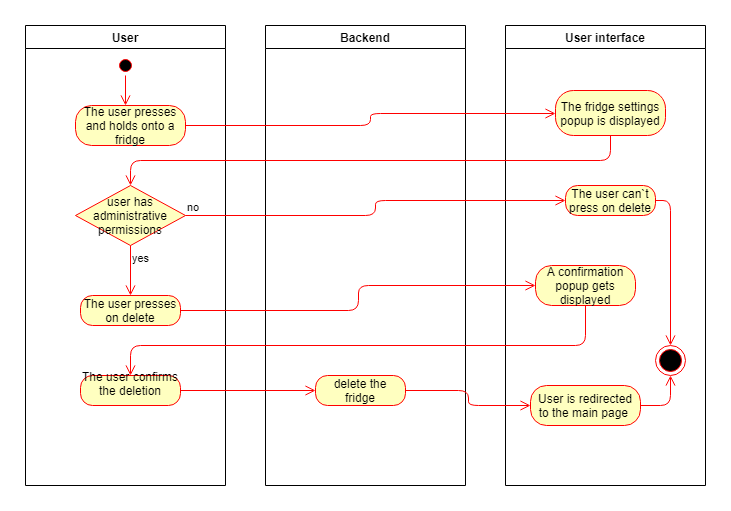 User
Backend
User interface
The user presses
and holds onto a
fridge
The fridge settings
popup is displayed
user has
administrative
permissions
no
The user can`t
press on delete
yes
A confirmation
popup gets
displayed
The user presses
on delete
The user confirms
the deletion
delete the
fridge
User is redirected
to the main page